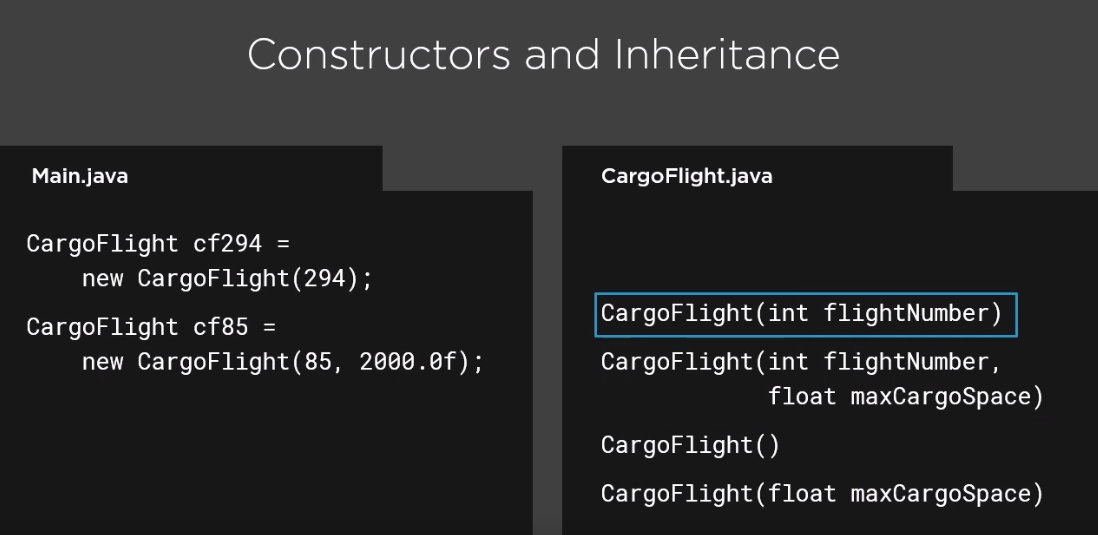 Constructors and Inheritance
Main.java
CargoFlight cf294 =
new CargoFlight(294);
CargoFlight cf85 =
new CargoFlight(85, 2000.0f);
CargoFlight.java
CargoFlight(int flightNumber)
CargoFlight(int flightNumber,
float maxCargoSpace)
CargoFlight()
CargoFlight(float maxCargoSpace)